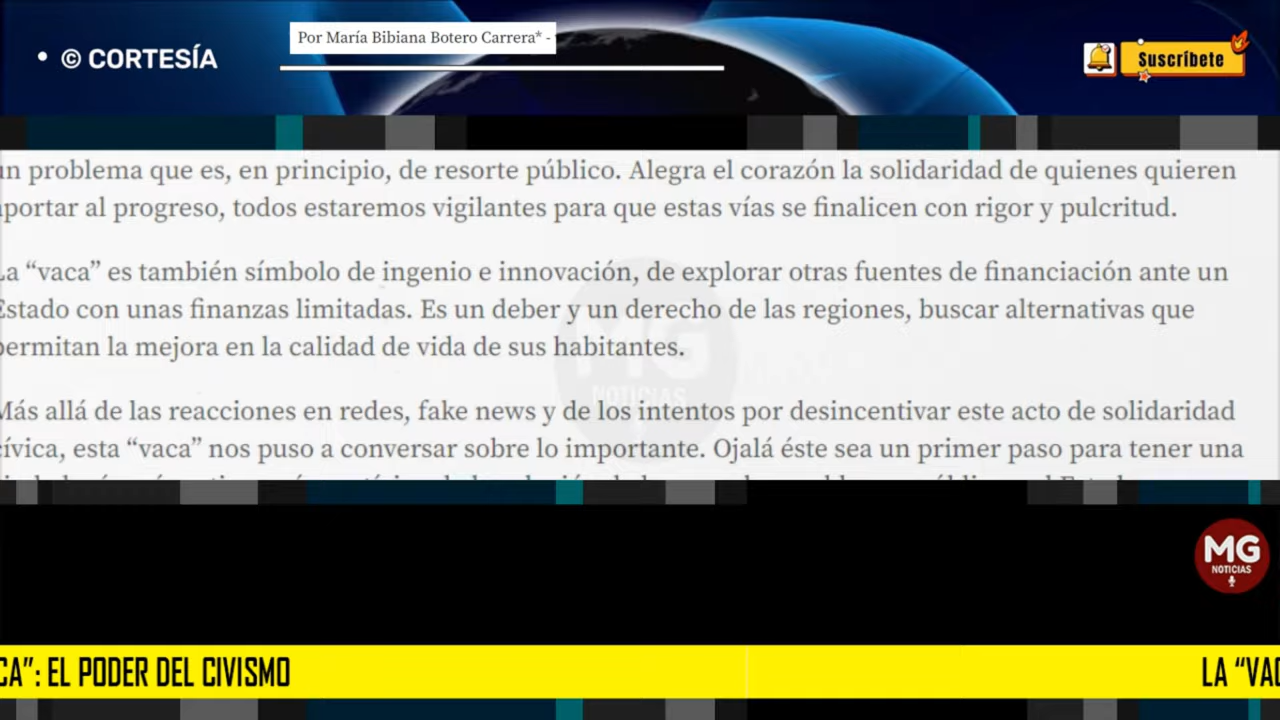 • © CORTESÍA
Por María Bibiana Botero Carrera* -
Suscríbete
un problema que es, en principio, de resorte público. Alegra el corazón la solidaridad de quienes quieren
aportar al progreso, todos estaremos vigilantes para que estas vías se finalicen con rigor y pulcritud.
La “vaca” es también símbolo de ingenio e innovación, de explorar otras fuentes de financiación ante un
Estado con unas finanzas limitadas. Es un deber y un derecho de las regiones, buscar alternativas que
permitan la mejora en la calidad de vida de sus habitantes.
Más allá de las reacciones en redes, fake news y de los intentos por desincentivar este acto de solidaridad
cívica, esta “vaca” nos puso a conversar sobre lo importante. Ojalá éste sea un primer paso para tener una
MG
NOTICIAS
MG
NOTICIAS
CA”: EL PODER DEL CIVISMO
LA “VAC